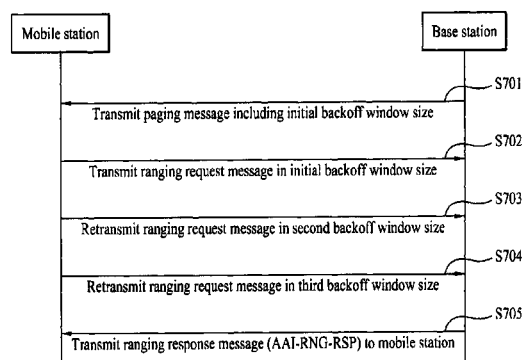 Mobile station
Base station
S701
Transmit paging message including initial backoff window size
S702
Transmit ranging request message in initial backoff window size
S703
Retransmit ranging request message in second backoff window size
S704
Retransmit ranging request message in third backoff window size
S705
Transmit ranging response message (AAI-RNG-RSP) to mobile station